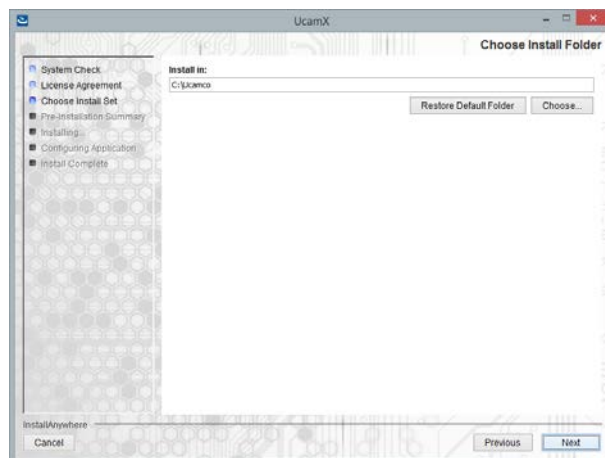 UcamX
Choose Install Folder
System Check
License Agreement
Choose Install Set
Pre-Installation Summary
Installing...
Configuring Application
Install Complete
Install in:
C:\Ucamco
Restore Default Folder
Choose...
InstallAnywhere
Cancel
Previous
Next